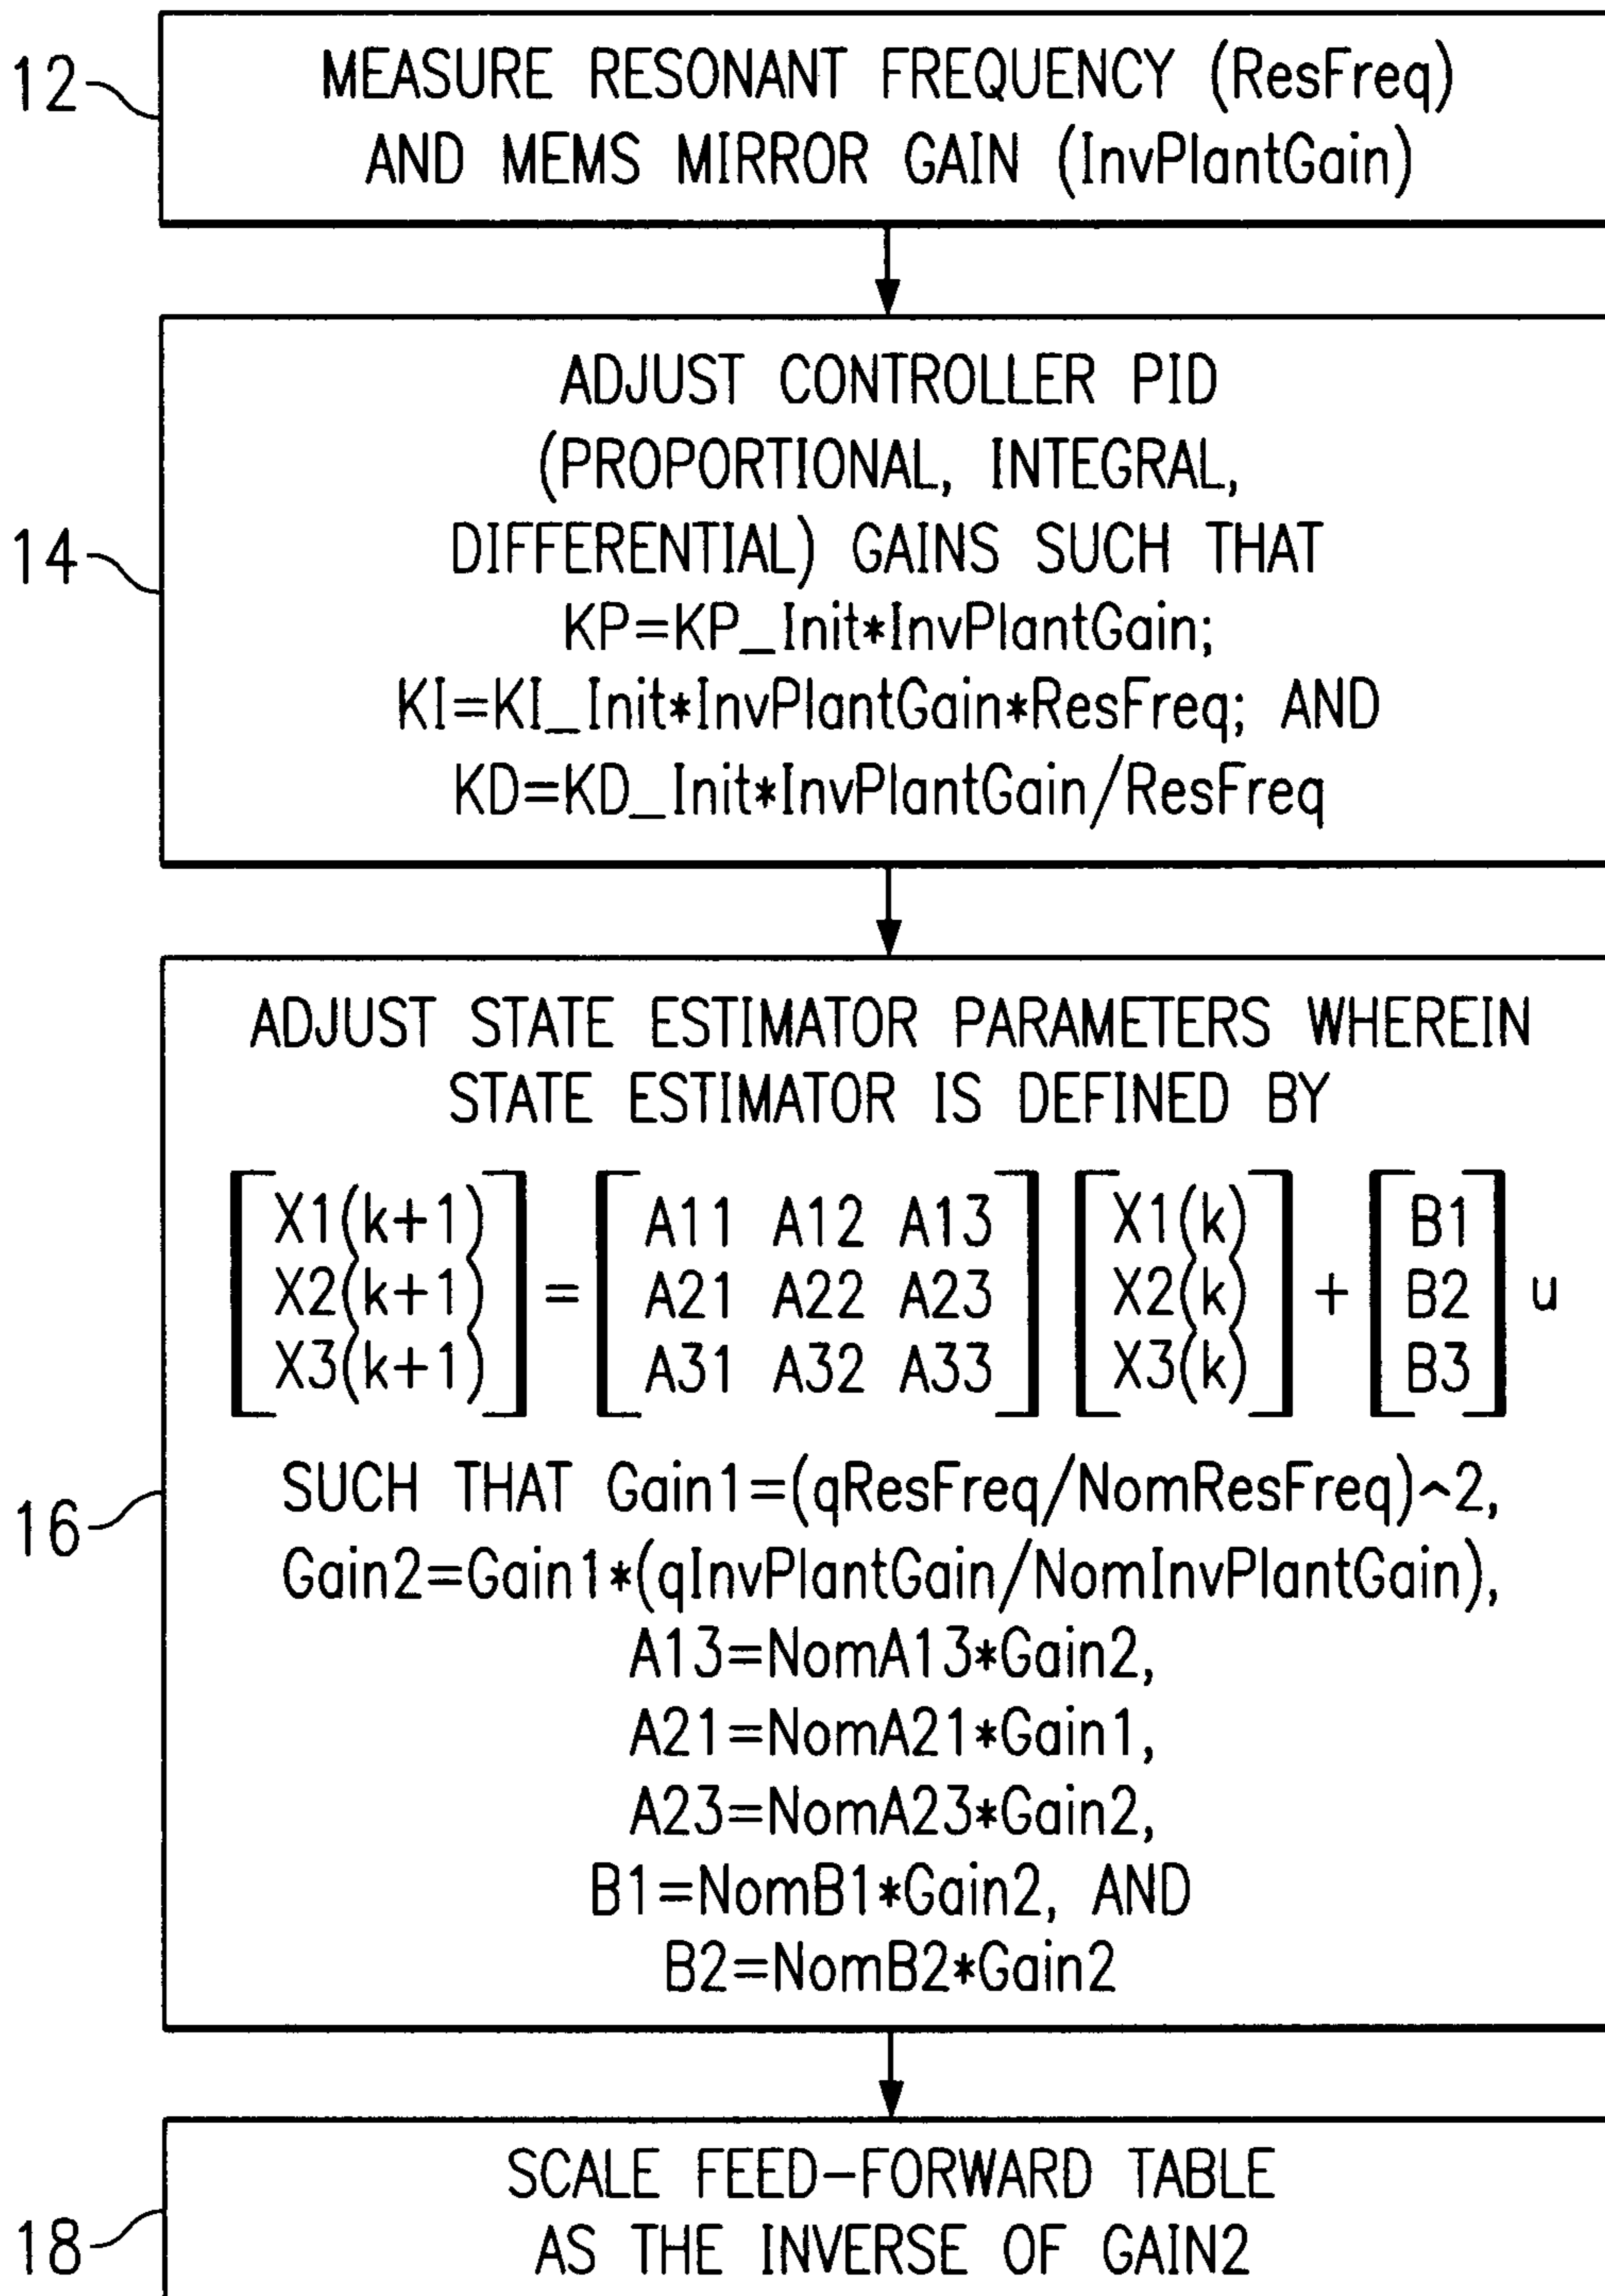 12
MEASURE RESONANT FREQUENCY (ResFreq)
AND MEMS MIRROR GAIN (InvPlantGain)
14
ADJUST CONTROLLER PID
(PROPORTIONAL, INTEGRAL,
DIFFERENTIAL) GAINS SUCH THAT
KP=KP_Init*InvPlantGain;
KI=KI_Init*InvPlantGain*ResFreq; AND
KD=KD_Init*InvPlantGain/ResFreq
16
ADJUST STATE ESTIMATOR PARAMETERS WHEREIN
STATE ESTIMATOR IS DEFINED BY
X1(k+1) A11 A12 A13 X1(k) B1
X2(k+1) = A21 A22 A23 X2(k) + B2 u
X3(k+1) A31 A32 A33 X3(k) B3
SUCH THAT Gain1=(qResFreq/NomResFreq)^2,
Gain2=Gain1*(qInvPlantGain/NomInvPlantGain),
A13=NomA13*Gain2,
A21=NomA21*Gain1,
A23=NomA23*Gain2,
B1=NomB1*Gain2, AND
B2=NomB2*Gain2
18
SCALE FEED-FORWARD TABLE
AS THE INVERSE OF GAIN2